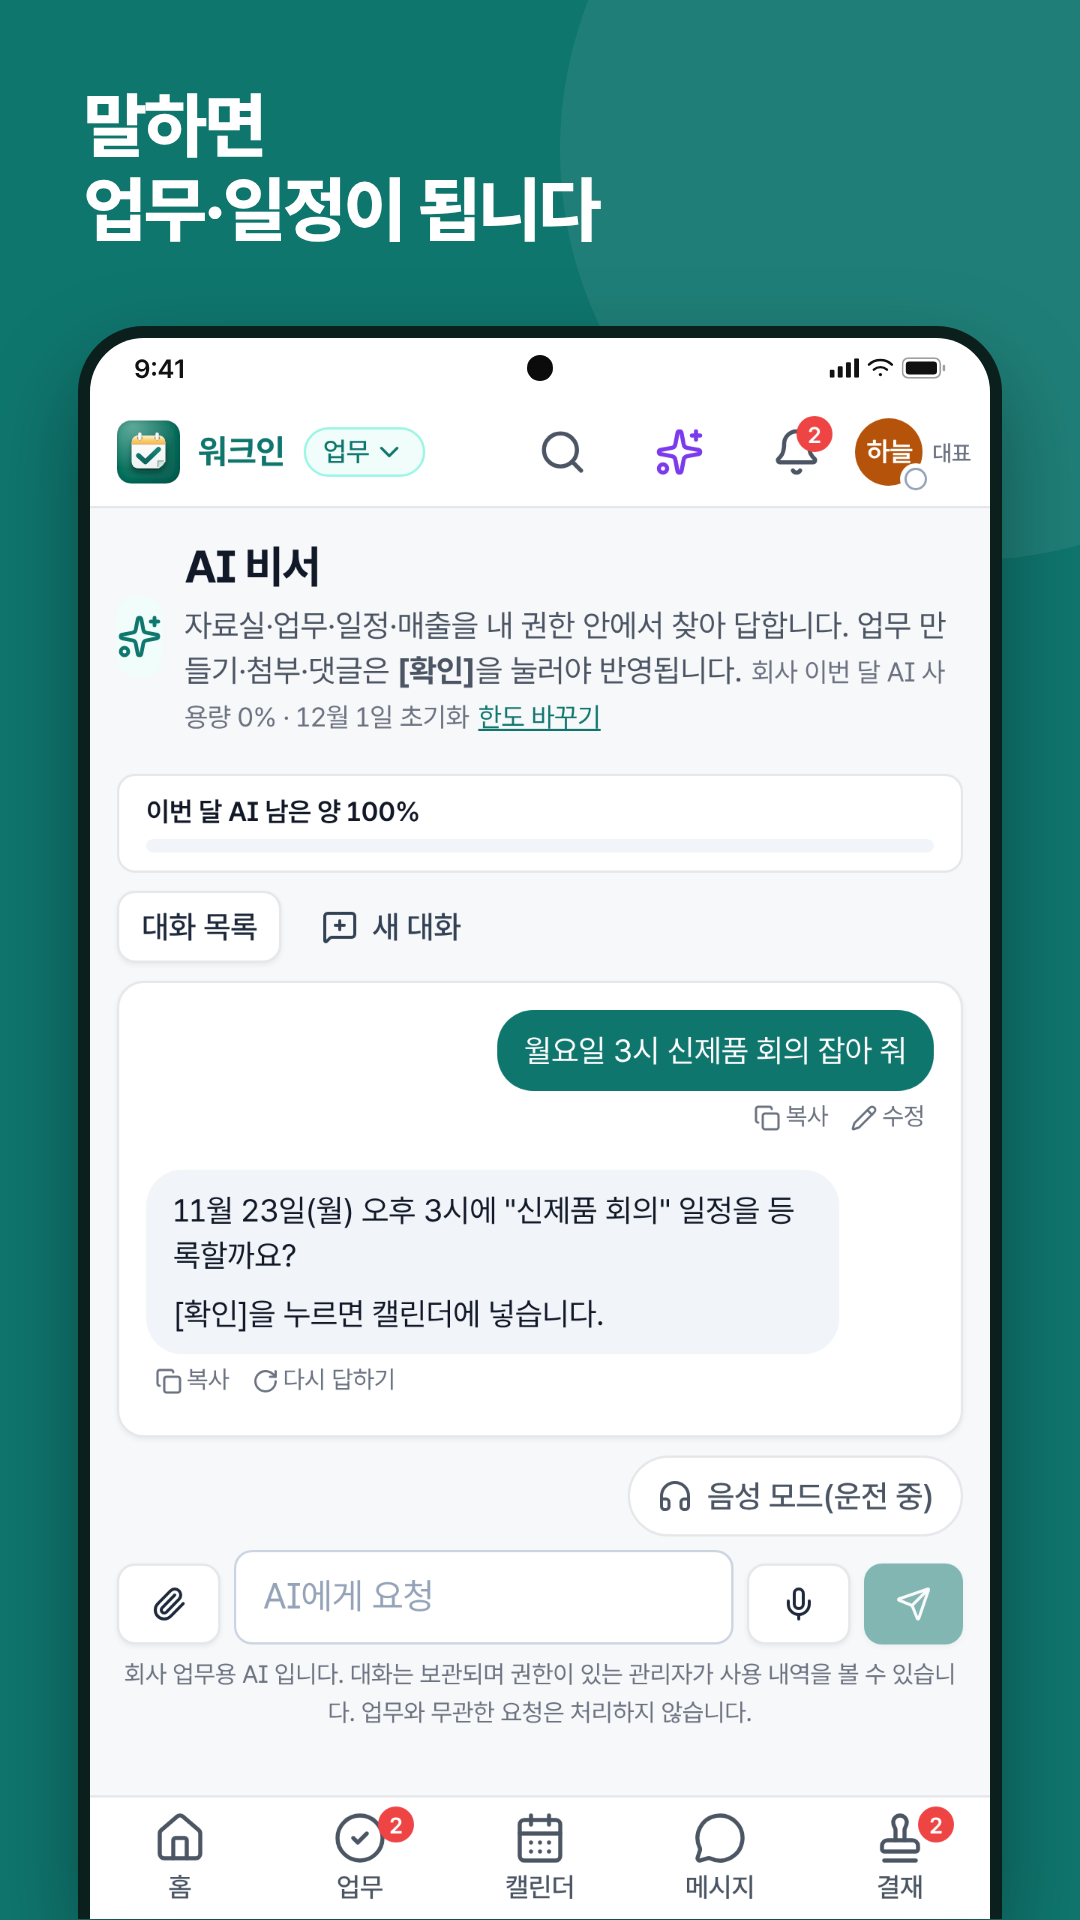 말하면
업무·일정이 됩니다
9:41
워크인
업무
2
하늘
대표
AI 비서
자료실·업무·일정·매출을 내 권한 안에서 찾아 답합니다. 업무 만
들기·첨부·댓글은 [확인]을 눌러야 반영됩니다. 회사 이번 달 AI 사
용량 0% · 12월 1일 초기화 한도 바꾸기
이번 달 AI 남은 양 100%
대화 목록
새 대화
월요일 3시 신제품 회의 잡아 줘
복사
수정
11월 23일(월) 오후 3시에 "신제품 회의" 일정을 등
록할까요?
[확인]을 누르면 캘린더에 넣습니다.
복사
다시 답하기
음성 모드(운전 중)
AI에게 요청
회사 업무용 AI 입니다. 대화는 보관되며 권한이 있는 관리자가 사용 내역을 볼 수 있습니
다. 업무와 무관한 요청은 처리하지 않습니다.
홈
2
업무
캘린더
메시지
2
결재